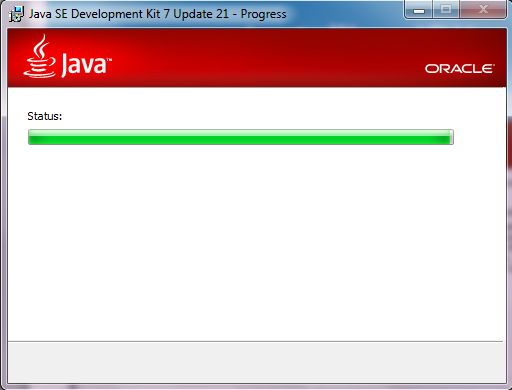 Java SE Development Kit 7 Update 21 - Progress
Java™
ORACLE®
Status: